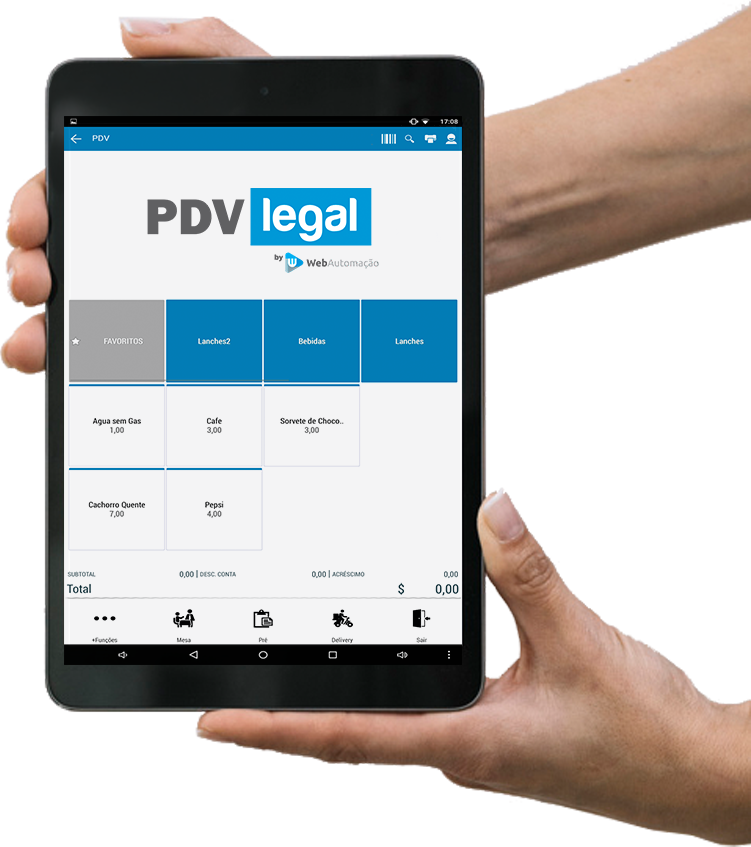 17:08
PDV
PDV legal
by WebAutomação
FAVORITOS Lanches2 Bebidas Lanches
Agua sem Gas Cafe Sorvete de Choco..
1,00 3,00 3,00
Cachorro Quente Pepsi
7,00 4,00
SUBTOTAL 0,00 | DESC. CONTA 0,00 | ACRÉSCIMO 0,00
Total $ 0,00
+Funções Mesa Pré Delivery Sair